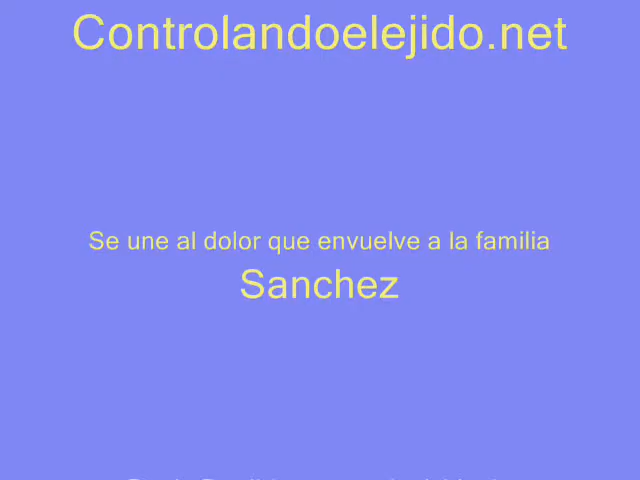 Controlandoelejido.net
Se une al dolor que envuelve a la familia
Sanchez